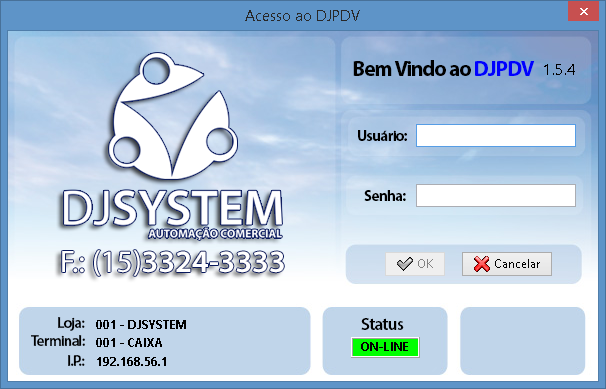 Acesso ao DJPDV
DJSYSTEM
AUTOMAÇÃO COMERCIAL
F.: (15)3324-3333
Bem Vindo ao DJPDV 1.5.4
Usuário:
Senha:
OK Cancelar
Loja: 001 - DJSYSTEM
Terminal: 001 - CAIXA
I.P.: 192.168.56.1
Status
ON-LINE